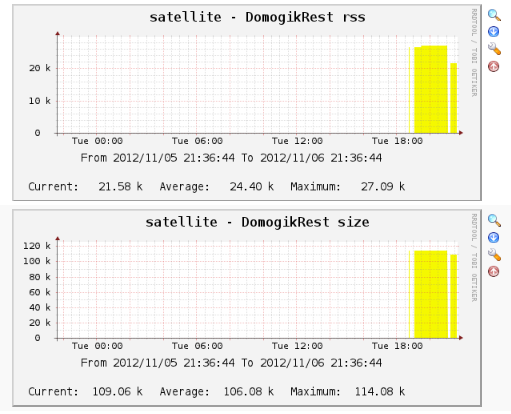 satellite - DomogikRest rss
20 k
10 k
0
Tue 00:00 Tue 06:00 Tue 12:00 Tue 18:00
From 2012/11/05 21:36:44 To 2012/11/06 21:36:44
Current: 21.58 k Average: 24.40 k Maximum: 27.09 k
RRDTOOL / TOBI OETIKER
satellite - DomogikRest size
120 k
100 k
80 k
60 k
40 k
20 k
0
Tue 00:00 Tue 06:00 Tue 12:00 Tue 18:00
From 2012/11/05 21:36:44 To 2012/11/06 21:36:44
Current: 109.06 k Average: 106.08 k Maximum: 114.08 k
RRDTOOL / TOBI OETIKER